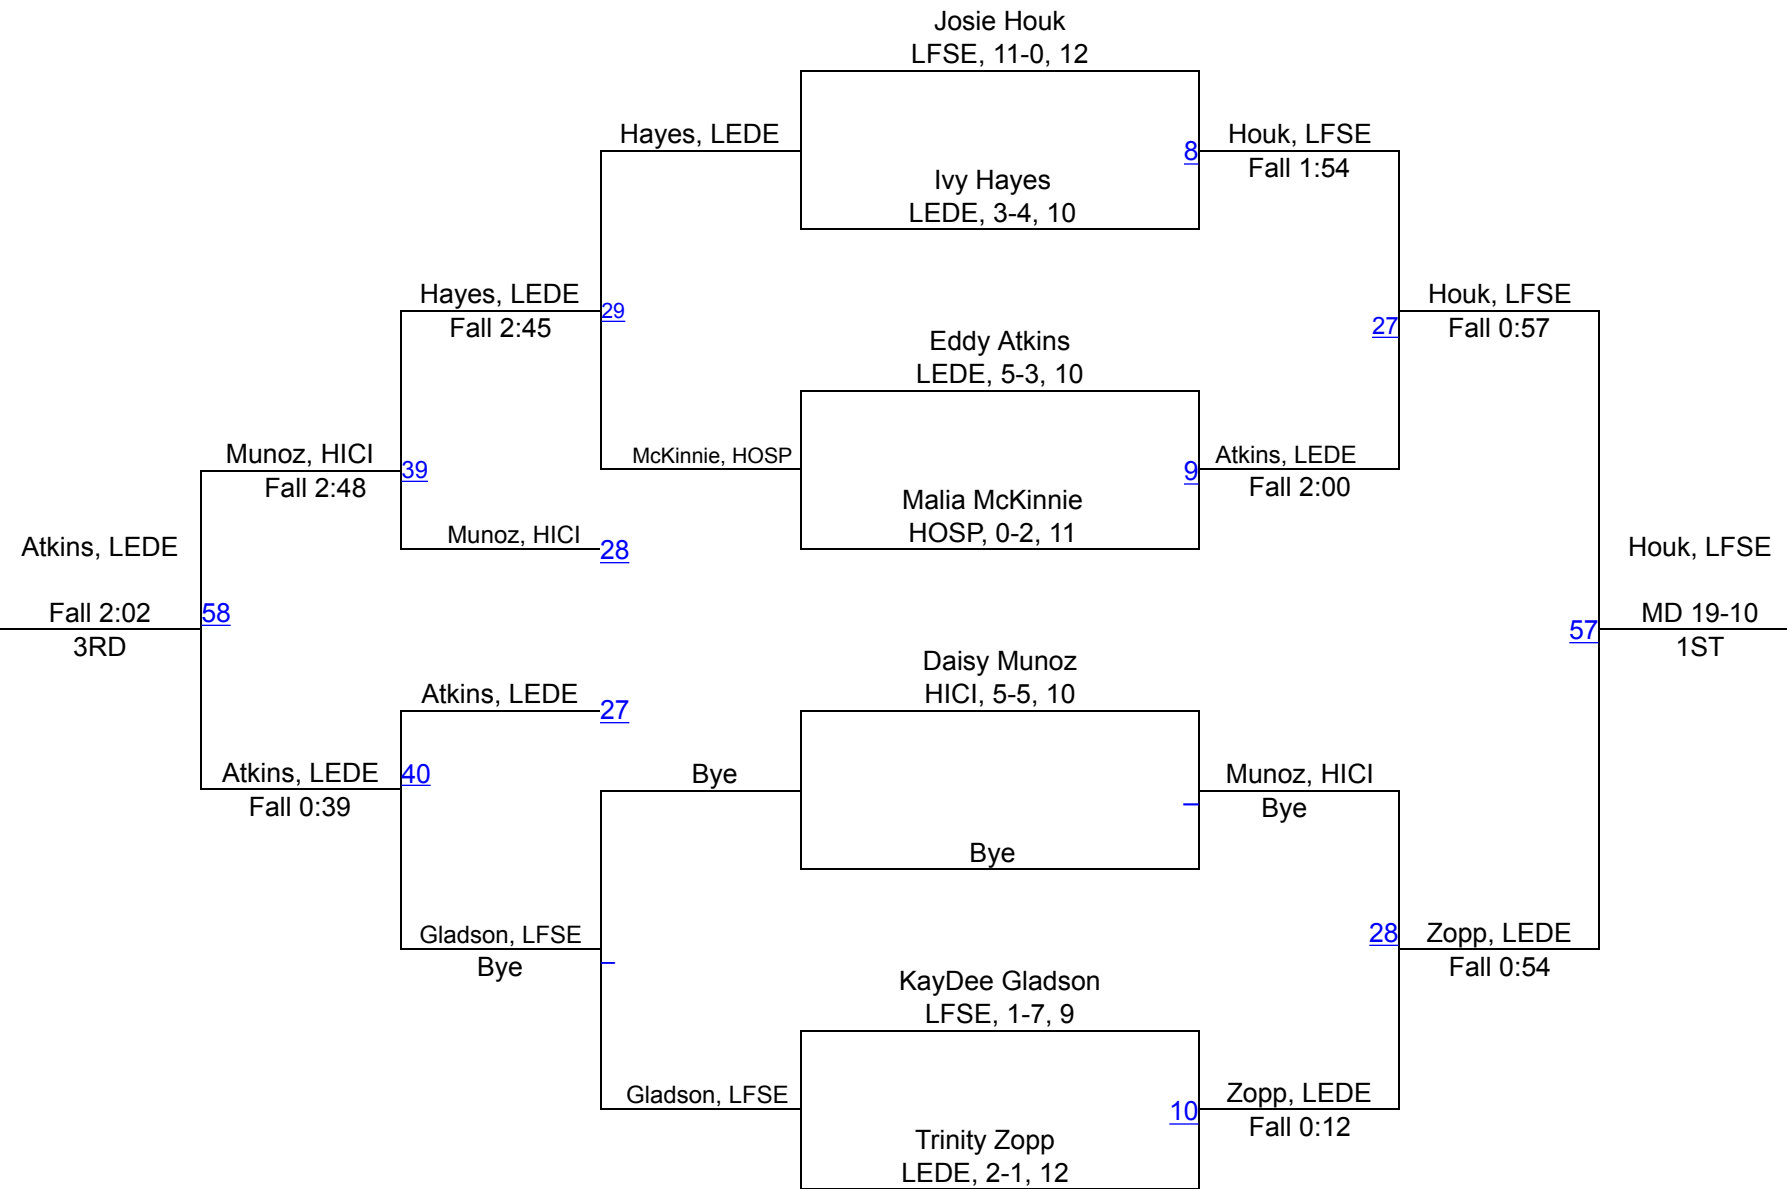 Josie Houk
LFSE, 11-0, 12
Hayes, LEDE
8
Houk, LFSE
Fall 1:54
Ivy Hayes
LEDE, 3-4, 10
Hayes, LEDE
Fall 2:45
29
Houk, LFSE
Fall 0:57
27
Eddy Atkins
LEDE, 5-3, 10
Munoz, HICI
Fall 2:48
39
McKinnie, HOSP
9
Atkins, LEDE
Fall 2:00
Malia McKinnie
HOSP, 0-2, 11
Munoz, HICI
28
Atkins, LEDE
Fall 2:02
3RD
58
Houk, LFSE
MD 19-10
1ST
57
Daisy Munoz
HICI, 5-5, 10
Atkins, LEDE
27
Atkins, LEDE
Fall 0:39
40
Bye
Munoz, HICI
Bye
Bye
Gladson, LFSE
Bye
28
Zopp, LEDE
Fall 0:54
KayDee Gladson
LFSE, 1-7, 9
Gladson, LFSE
10
Zopp, LEDE
Fall 0:12
Trinity Zopp
LEDE, 2-1, 12